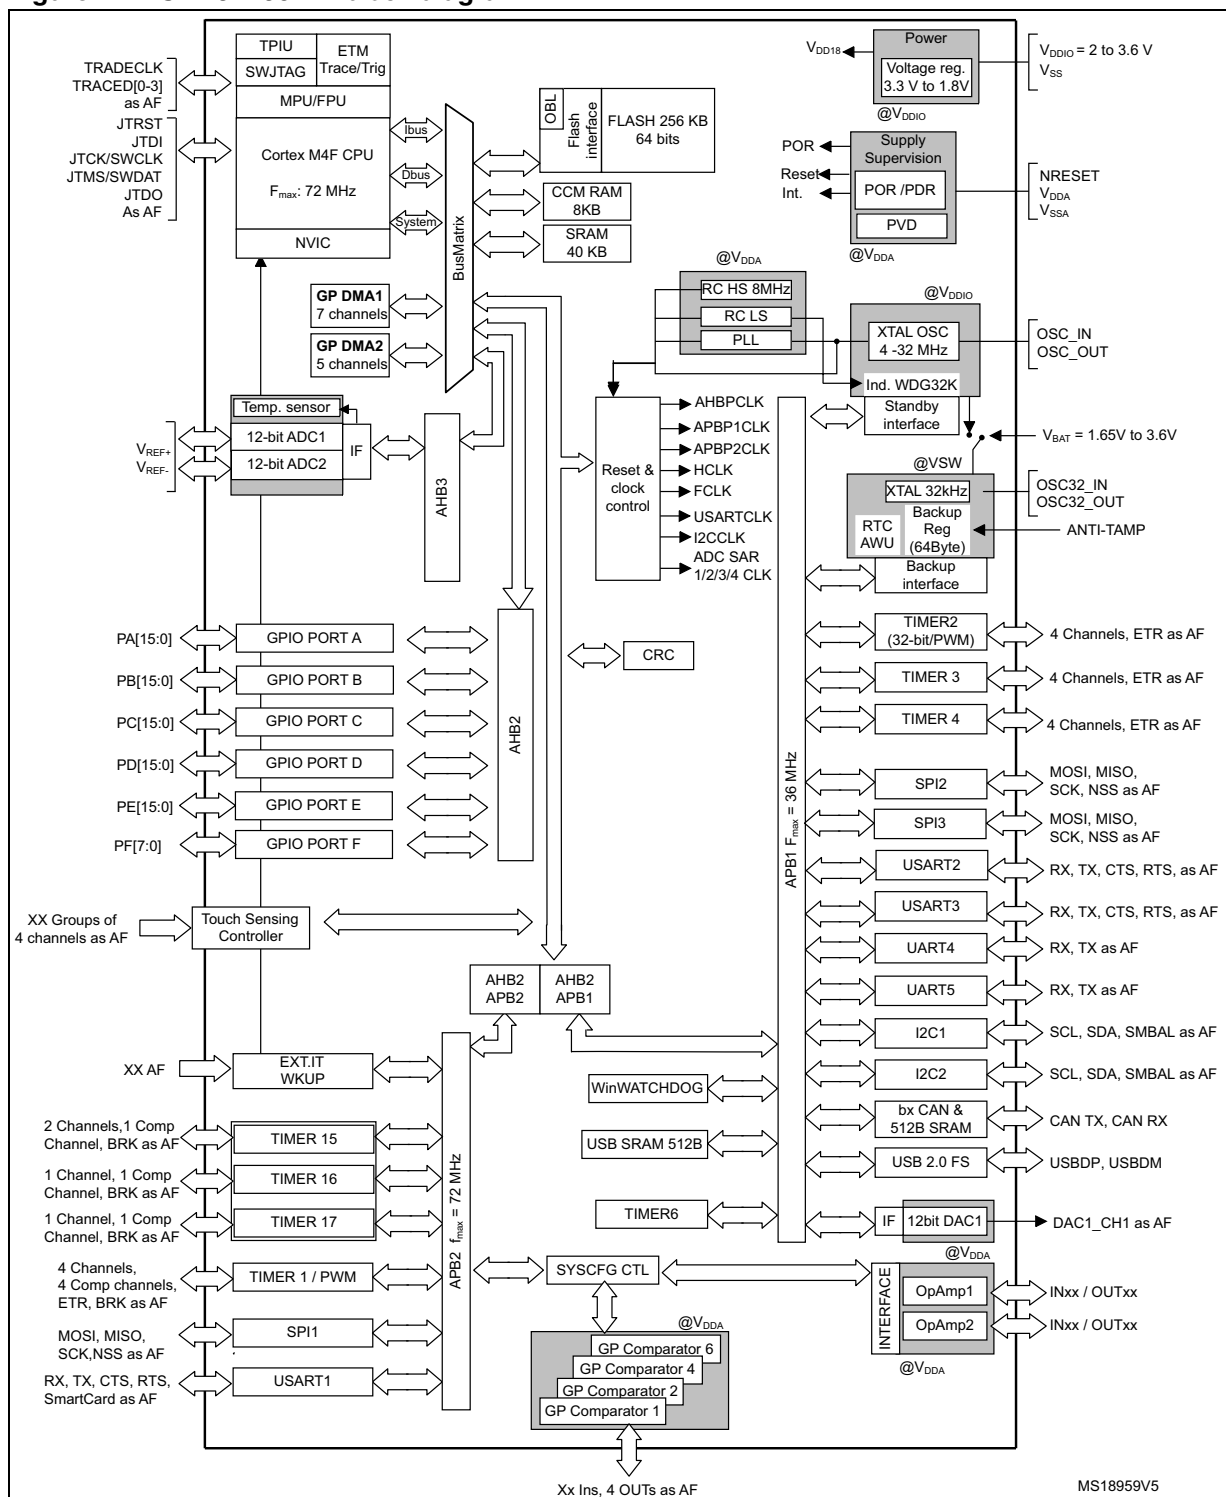 TPIU
ETM
Trace/Trig
SWJTAG
MPU/FPU
Cortex M4F CPU
Fmax: 72 MHz
NVIC
TRADECLK
TRACED[0-3]
as AF
JTRST
JTDI
JTCK/SWCLK
JTMS/SWDAT
JTDO
As AF
Ibus
Dbus
System
BusMatrix
OBL
Flash
interface
FLASH 256 KB
64 bits
CCM RAM
8KB
SRAM
40 KB
VDD18
Power
Voltage reg.
3.3 V to 1.8V
@VDDIO
VDDIO = 2 to 3.6 V
VSS
POR
Reset
Int.
Supply
Supervision
POR /PDR
PVD
@VDDA
NRESET
VDDA
VSSA
GP DMA1
7 channels
GP DMA2
5 channels
@VDDA
RC HS 8MHz
RC LS
PLL
@VDDIO
XTAL OSC
4 -32 MHz
Ind. WDG32K
Standby
interface
OSC_IN
OSC_OUT
VBAT = 1.65V to 3.6V
@VSW
XTAL 32kHz
RTC
AWU
Backup
Reg
(64Byte)
Backup
interface
OSC32_IN
OSC32_OUT
ANTI-TAMP
Temp. sensor
12-bit ADC1
12-bit ADC2
IF
VREF+
VREF-
AHB3
Reset &
clock
control
AHBPCLK
APBP1CLK
APBP2CLK
HCLK
FCLK
USARTCLK
I2CCLK
ADC SAR
1/2/3/4 CLK
PA[15:0]
GPIO PORT A
PB[15:0]
GPIO PORT B
PC[15:0]
GPIO PORT C
PD[15:0]
GPIO PORT D
PE[15:0]
GPIO PORT E
PF[7:0]
GPIO PORT F
AHB2
CRC
XX Groups of
4 channels as AF
Touch Sensing
Controller
AHB2
APB2
AHB2
APB1
APB1 Fmax = 36 MHz
TIMER2
(32-bit/PWM)
4 Channels, ETR as AF
TIMER 3
4 Channels, ETR as AF
TIMER 4
4 Channels, ETR as AF
SPI2
MOSI, MISO,
SCK, NSS as AF
SPI3
MOSI, MISO,
SCK, NSS as AF
USART2
RX, TX, CTS, RTS, as AF
USART3
RX, TX, CTS, RTS, as AF
UART4
RX, TX as AF
UART5
RX, TX as AF
I2C1
SCL, SDA, SMBAL as AF
I2C2
SCL, SDA, SMBAL as AF
bx CAN &
512B SRAM
CAN TX, CAN RX
USB 2.0 FS
USBDP, USBDM
IF
12bit DAC1
DAC1_CH1 as AF
@VDDA
XX AF
EXT.IT
WKUP
2 Channels,1 Comp
Channel, BRK as AF
TIMER 15
1 Channel, 1 Comp
Channel, BRK as AF
TIMER 16
1 Channel, 1 Comp
Channel, BRK as AF
TIMER 17
4 Channels,
4 Comp channels,
ETR, BRK as AF
TIMER 1 / PWM
MOSI, MISO,
SCK,NSS as AF
SPI1
RX, TX, CTS, RTS,
SmartCard as AF
USART1
APB2 fmax = 72 MHz
WinWATCHDOG
USB SRAM 512B
TIMER6
SYSCFG CTL
@VDDA
GP Comparator 6
GP Comparator 4
GP Comparator 2
GP Comparator 1
Xx Ins, 4 OUTs as AF
INTERFACE
OpAmp1
INxx / OUTxx
OpAmp2
INxx / OUTxx
@VDDA
MS18959V5